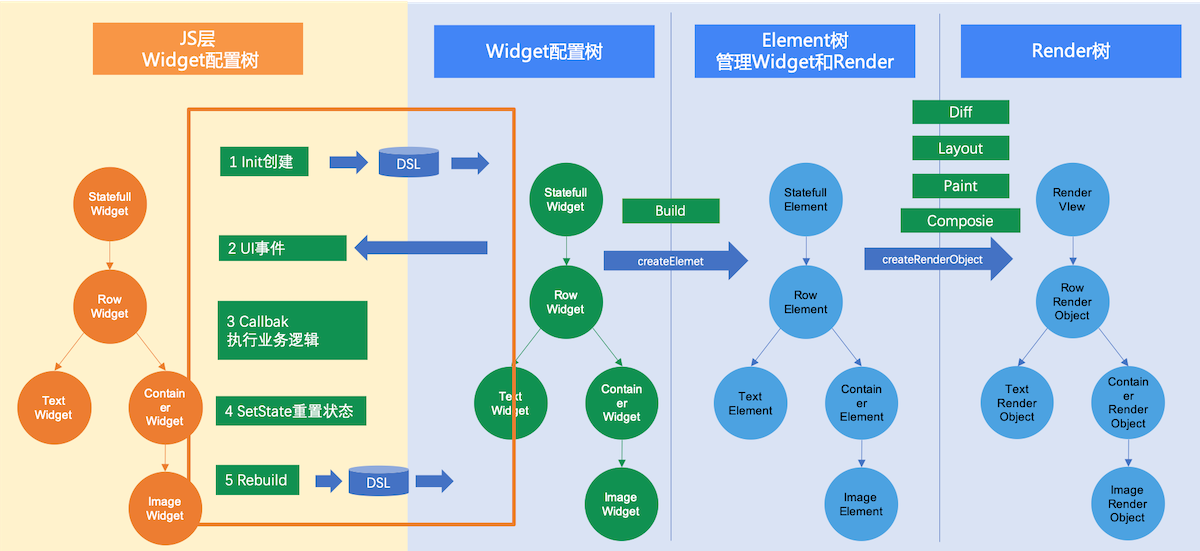 JS层
Widget配置树
Widget配置树
Element树
管理Widget和Render
Render树
1 Init创建
DSL
2 UI事件
3 Callbak
执行业务逻辑
4 SetState重置状态
5 Rebuild
DSL
Statefull
Widget
Row
Widget
Text
Widget
Contain
er
Widget
Image
Widget
Statefull
Widget
Row
Widget
Text
Widget
Contain
er
Widget
Image
Widget
Build
createElemet
Statefull
Element
Row
Element
Text
Element
Contain
er
Element
Image
Element
Diff
Layout
Paint
Composie
createRenderObject
Render
VIew
Row
Render
Object
Text
Render
Object
Contain
er
Render
Object
Image
Render
Object